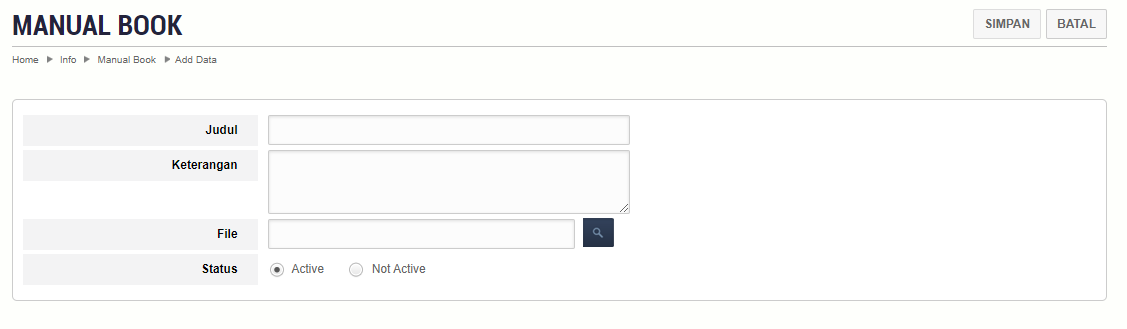 MANUAL BOOK
SIMPAN BATAL
Home Info Manual Book Add Data
Judul
Keterangan
File
Status Active Not Active